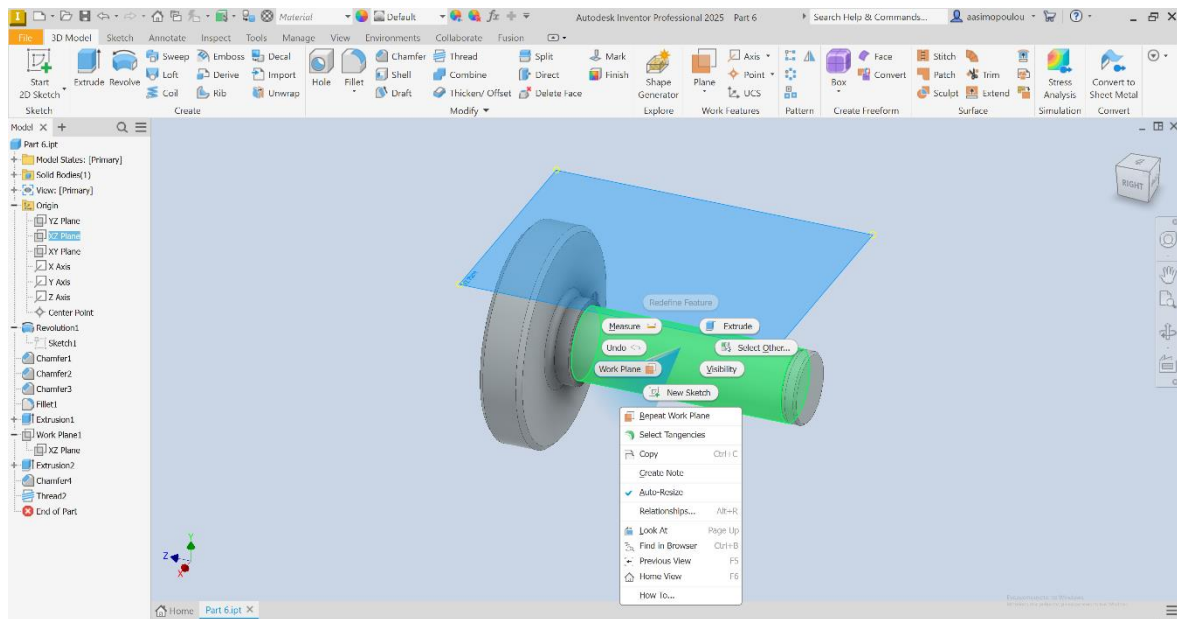 Material
Default
Autodesk Inventor Professional 2025 Part 6
Search Help & Commands...
aasimopoulou
File 3D Model Sketch Annotate Inspect Tools Manage View Environments Collaborate Fusion
Start
2D Sketch
Extrude Revolve
Sweep Emboss Decal
Loft Derive Import
Coil Rib Unwrap
Hole Fillet
Chamfer Thread Split
Shell Combine Direct
Draft Thicken/ Offset Delete Face
Mark
Finish
Shape
Generator
Plane
Axis
Point
UCS
Box
Face
Convert
Stitch
Patch Trim
Sculpt Extend
Stress
Analysis
Convert to
Sheet Metal
Sketch Create Modify Explore Work Features Pattern Create Freeform Surface Simulation Convert
Model
Part 6.ipt
Model States: [Primary]
Solid Bodies(1)
View: [Primary]
Origin
YZ Plane
XZ Plane
XY Plane
X Axis
Y Axis
Z Axis
Center Point
Revolution1
Sketch1
Chamfer1
Chamfer2
Chamfer3
Fillet1
Extrusion1
Work Plane1
XZ Plane
Extrusion2
Chamfer4
Thread2
End of Part
RIGHT
Redefine Feature
Measure
Extrude
Undo
Select Other...
Work Plane
Visibility
New Sketch
Repeat Work Plane
Select Tangencies
Copy Ctrl+C
Create Note
Auto-Resize
Relationships... Alt+R
Look At Page Up
Find in Browser Ctrl+B
Previous View F5
Home View F6
How To...
Y
Z
X
Home Part 6.ipt